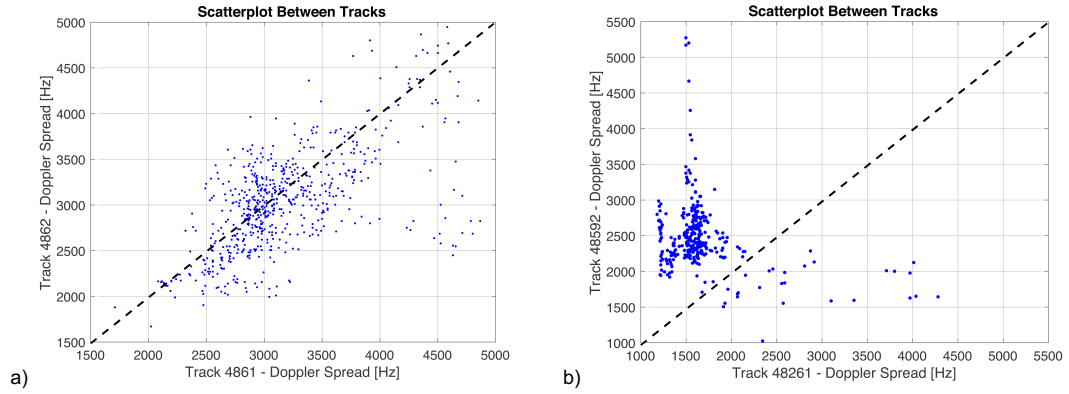 Scatterplot Between Tracks
5000
4500
4000
3500
3000
2500
2000
1500
1500 2000 2500 3000 3500 4000 4500 5000
Track 4862 - Doppler Spread [Hz]
Track 4861 - Doppler Spread [Hz]
a)
Scatterplot Between Tracks
5500
5000
4500
4000
3500
3000
2500
2000
1500
1000
1000 1500 2000 2500 3000 3500 4000 4500 5000 5500
Track 48592 - Doppler Spread [Hz]
Track 48261 - Doppler Spread [Hz]
b)